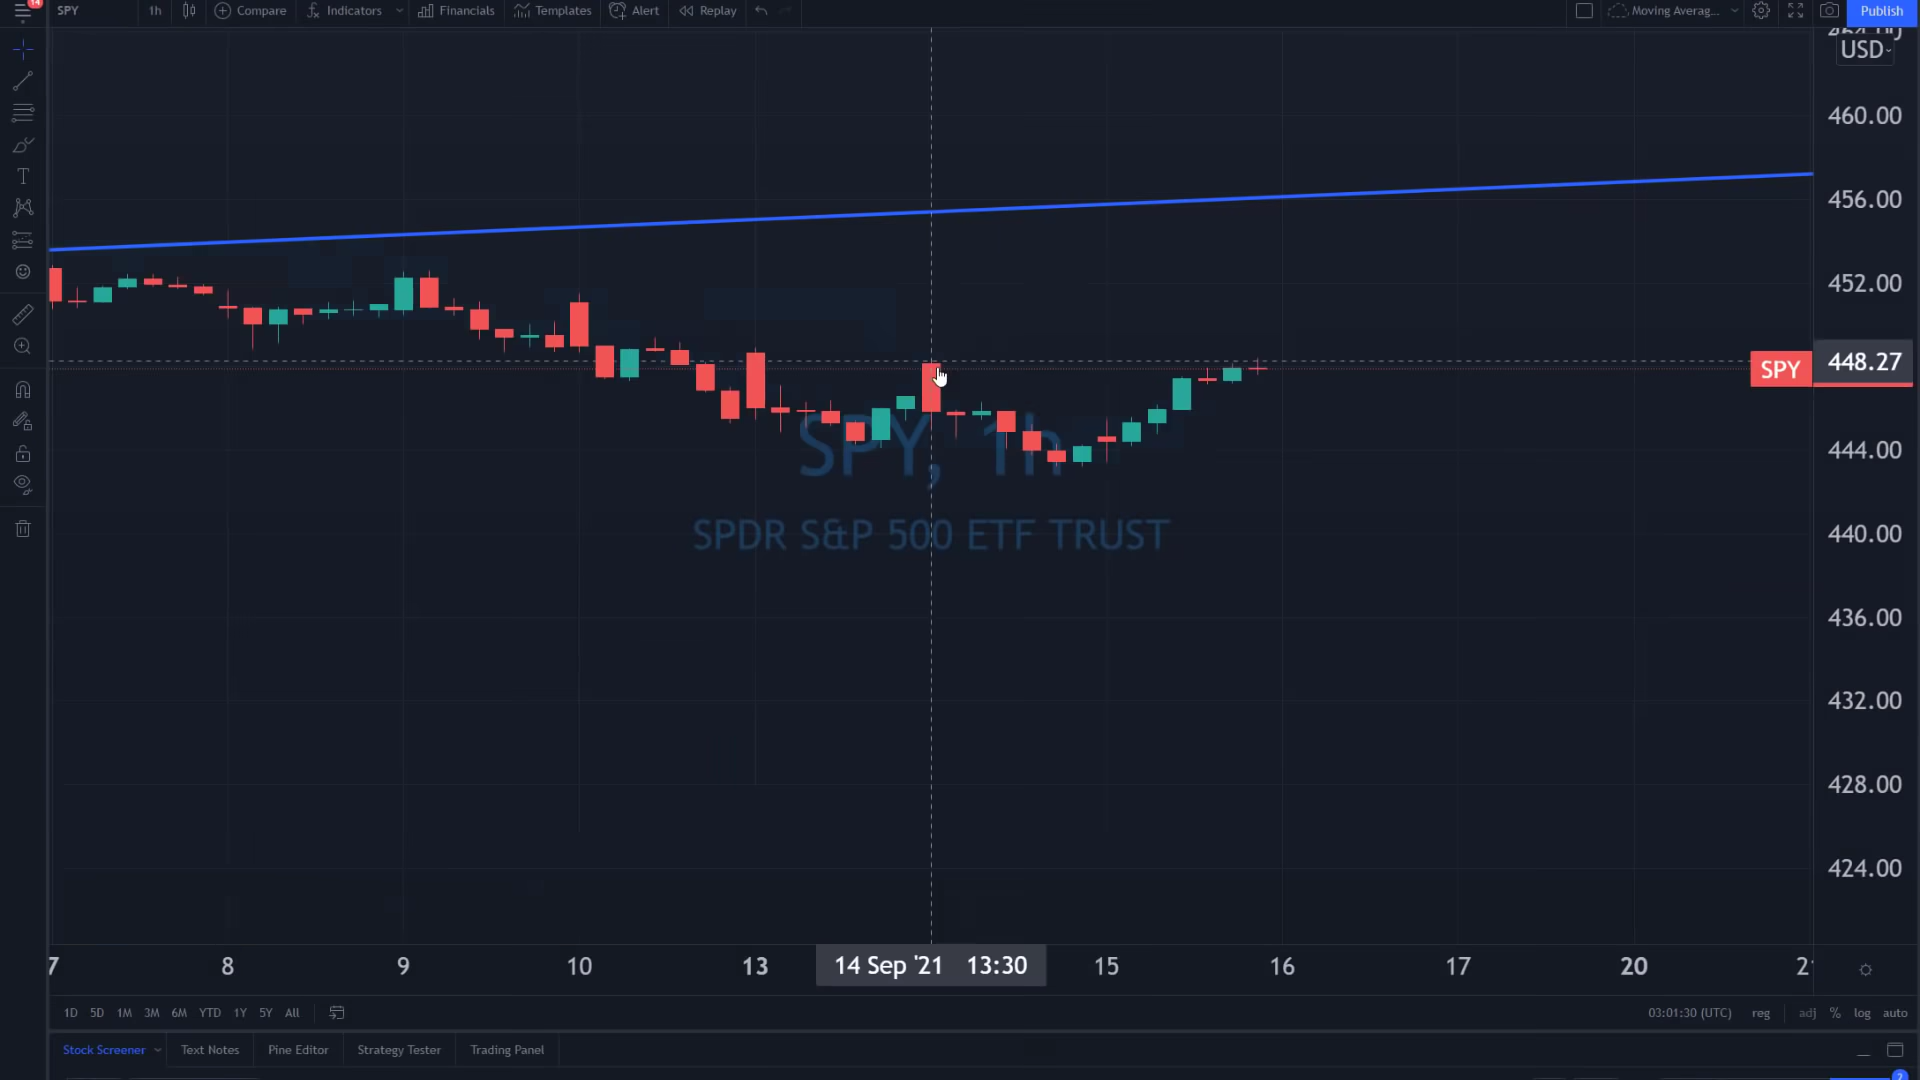 14
SPY 1h Compare Indicators Financials Templates Alert Replay Moving Averag... Publish
USD
460.00
456.00
452.00
SPY 448.27
444.00
440.00
436.00
432.00
428.00
424.00
SPY, 1h
SPDR S&P 500 ETF TRUST
7 8 9 10 13 14 Sep '21 13:30 15 16 17 20
1D 5D 1M 3M 6M YTD 1Y 5Y All 03:01:30 (UTC) reg adj % log auto
Stock Screener Text Notes Pine Editor Strategy Tester Trading Panel
2